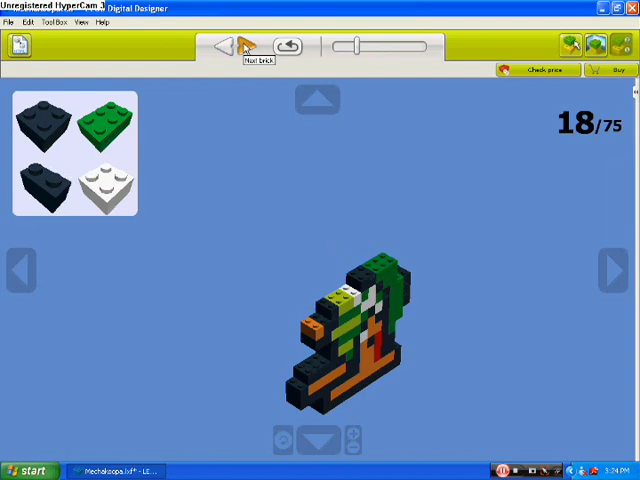 Unregistered HyperCam 3
Digital Designer
File Edit ToolBox View Help
Next brick
Check price
Buy
18/75
start
Mechakoopa.lxf* - LE...
3:24 PM